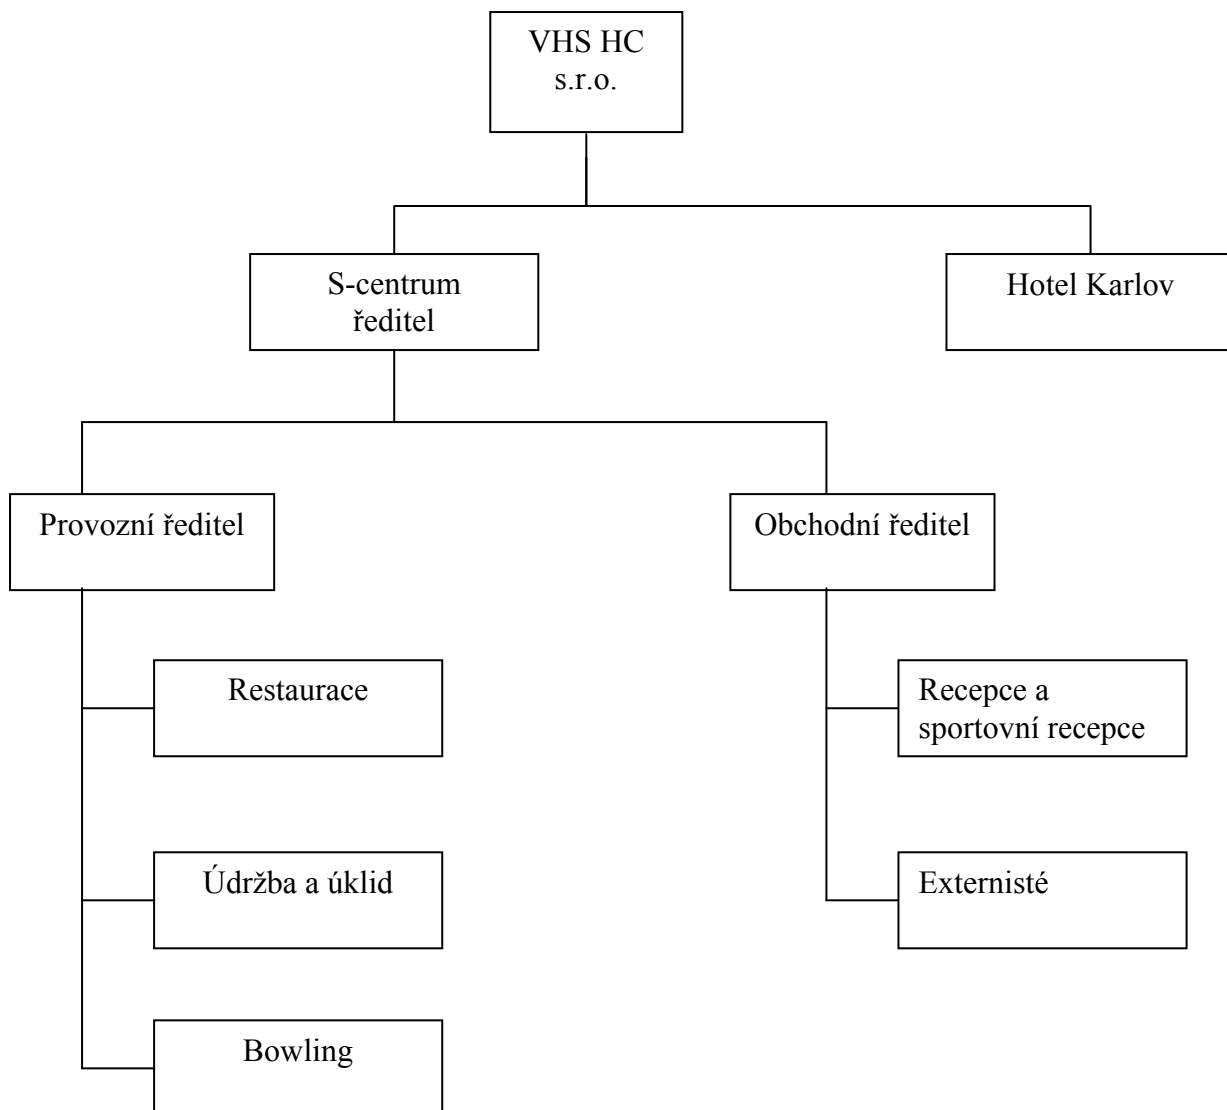 VHS HC
s.r.o.
S-centrum
ředitel
Hotel Karlov
Provozní ředitel
Obchodní ředitel
Restaurace
Recepce a
sportovní recepce
Údržba a úklid
Externisté
Bowling